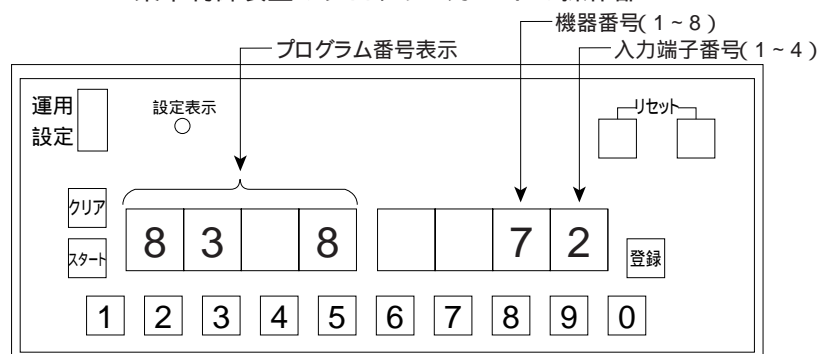 機器番号(1~8)
プログラム番号表示
入力端子番号(1~4)
運用
設定
設定表示
リセット
クリア
スタート
8 3 8 7 2
登録
1 2 3 4 5 6 7 8 9 0